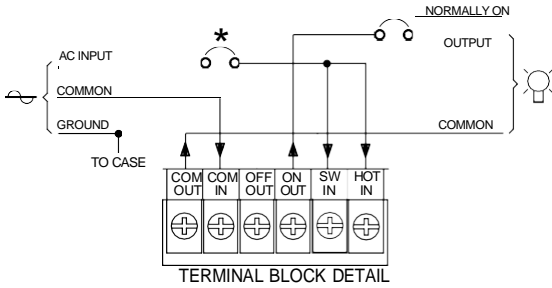 NORMALLY ON
*
OUTPUT
AC INPUT
COMMON
GROUND
COMMON
TO CASE
COM OUT
COM IN
OFF OUT
ON OUT
SW IN
HOT IN
TERMINAL BLOCK DETAIL